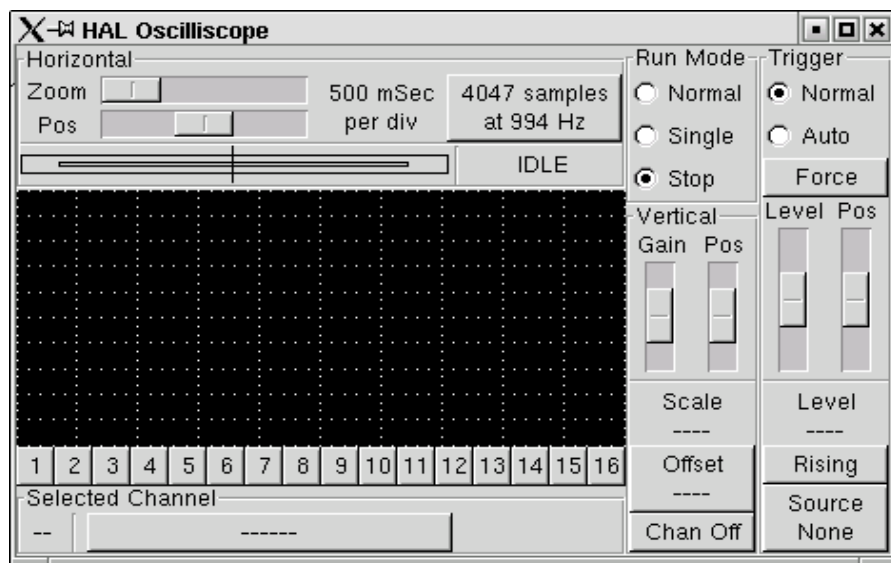 HAL Oscilliscope
Horizontal
Zoom
Pos
500 mSec
per div
4047 samples
at 994 Hz
IDLE
Run Mode
Normal
Single
Stop
Trigger
Normal
Auto
Force
Level Pos
Vertical
Gain Pos
Scale
----
Offset
----
Chan Off
Level
----
Rising
Source
None
1 2 3 4 5 6 7 8 9 10 11 12 13 14 15 16
Selected Channel
--
------